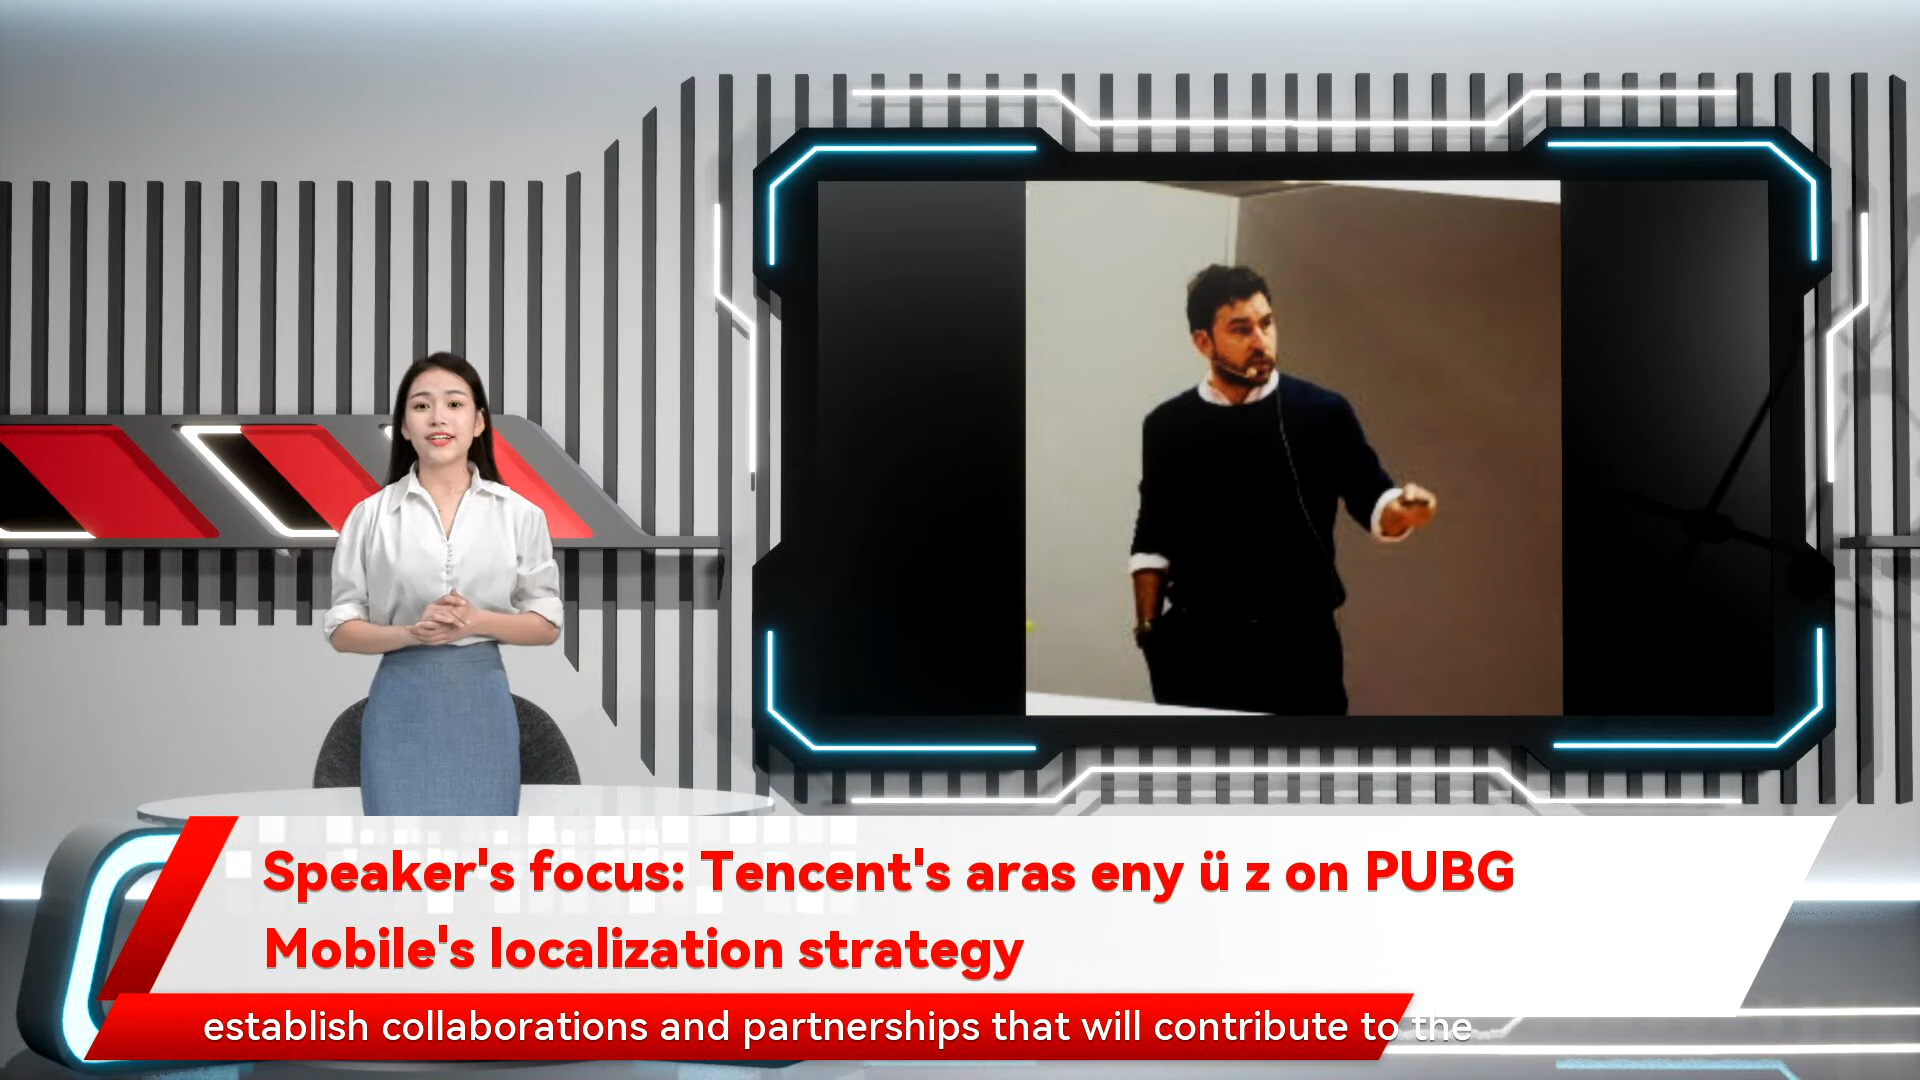 Speaker's focus: Tencent's aras eny ü z on PUBG
Mobile's localization strategy
establish collaborations and partnerships that will contribute to the